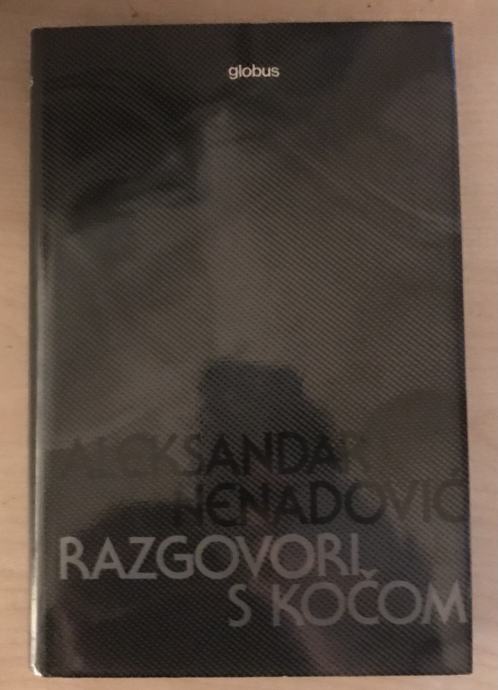 globus
ALEKSANDAR
NENADOVIĆ
RAZGOVORI
S KOČOM